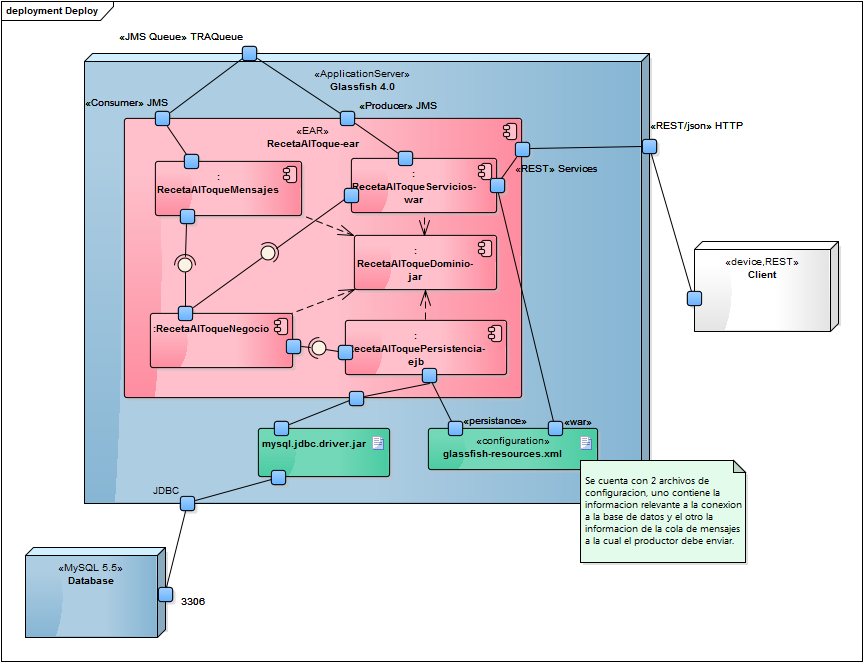 deployment Deploy
«JMS Queue» TRAQueue
«ApplicationServer»
Glassfish 4.0
«Consumer» JMS
«Producer» JMS
«EAR»
RecetaAlToque-ear
«REST/json» HTTP
«REST» Services
:
RecetaAlToqueMensajes
:
RecetaAlToqueServicios-
war
:
RecetaAlToqueDominio-
jar
«device,REST»
Client
:RecetaAlToqueNegocio
:
RecetaAlToquePersistencia-
ejb
«persistance»
«war»
mysql.jdbc.driver.jar
«configuration»
glassfish-resources.xml
Se cuenta con 2 archivos de
configuracion, uno contiene la
informacion relevante a la conexion
a la base de datos y el otro la
informacion de la cola de mensajes
a la cual el productor debe enviar.
JDBC
«MySQL 5.5»
Database
3306